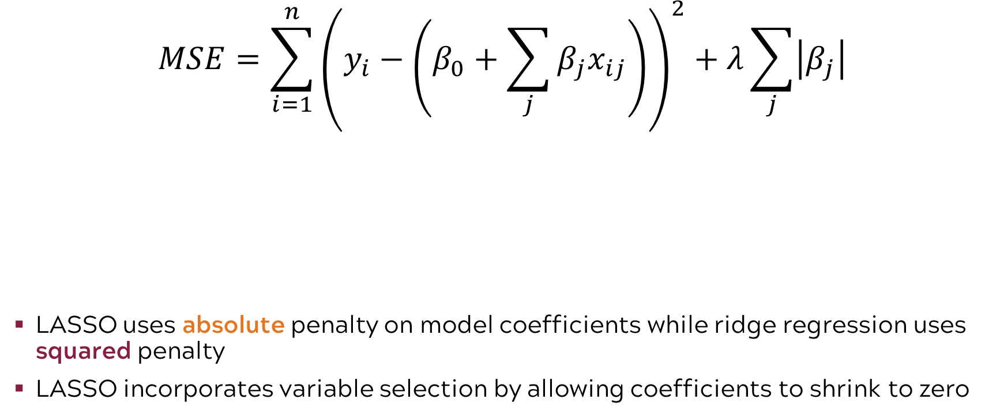 MSE = \sum_{i=1}^{n} \left( y_i - \left( \beta_0 + \sum_{j} \beta_j x_{ij} \right) \right)^2 + \lambda \sum_{j} |\beta_j|
▪ LASSO uses absolute penalty on model coefficients while ridge regression uses
squared penalty
▪ LASSO incorporates variable selection by allowing coefficients to shrink to zero